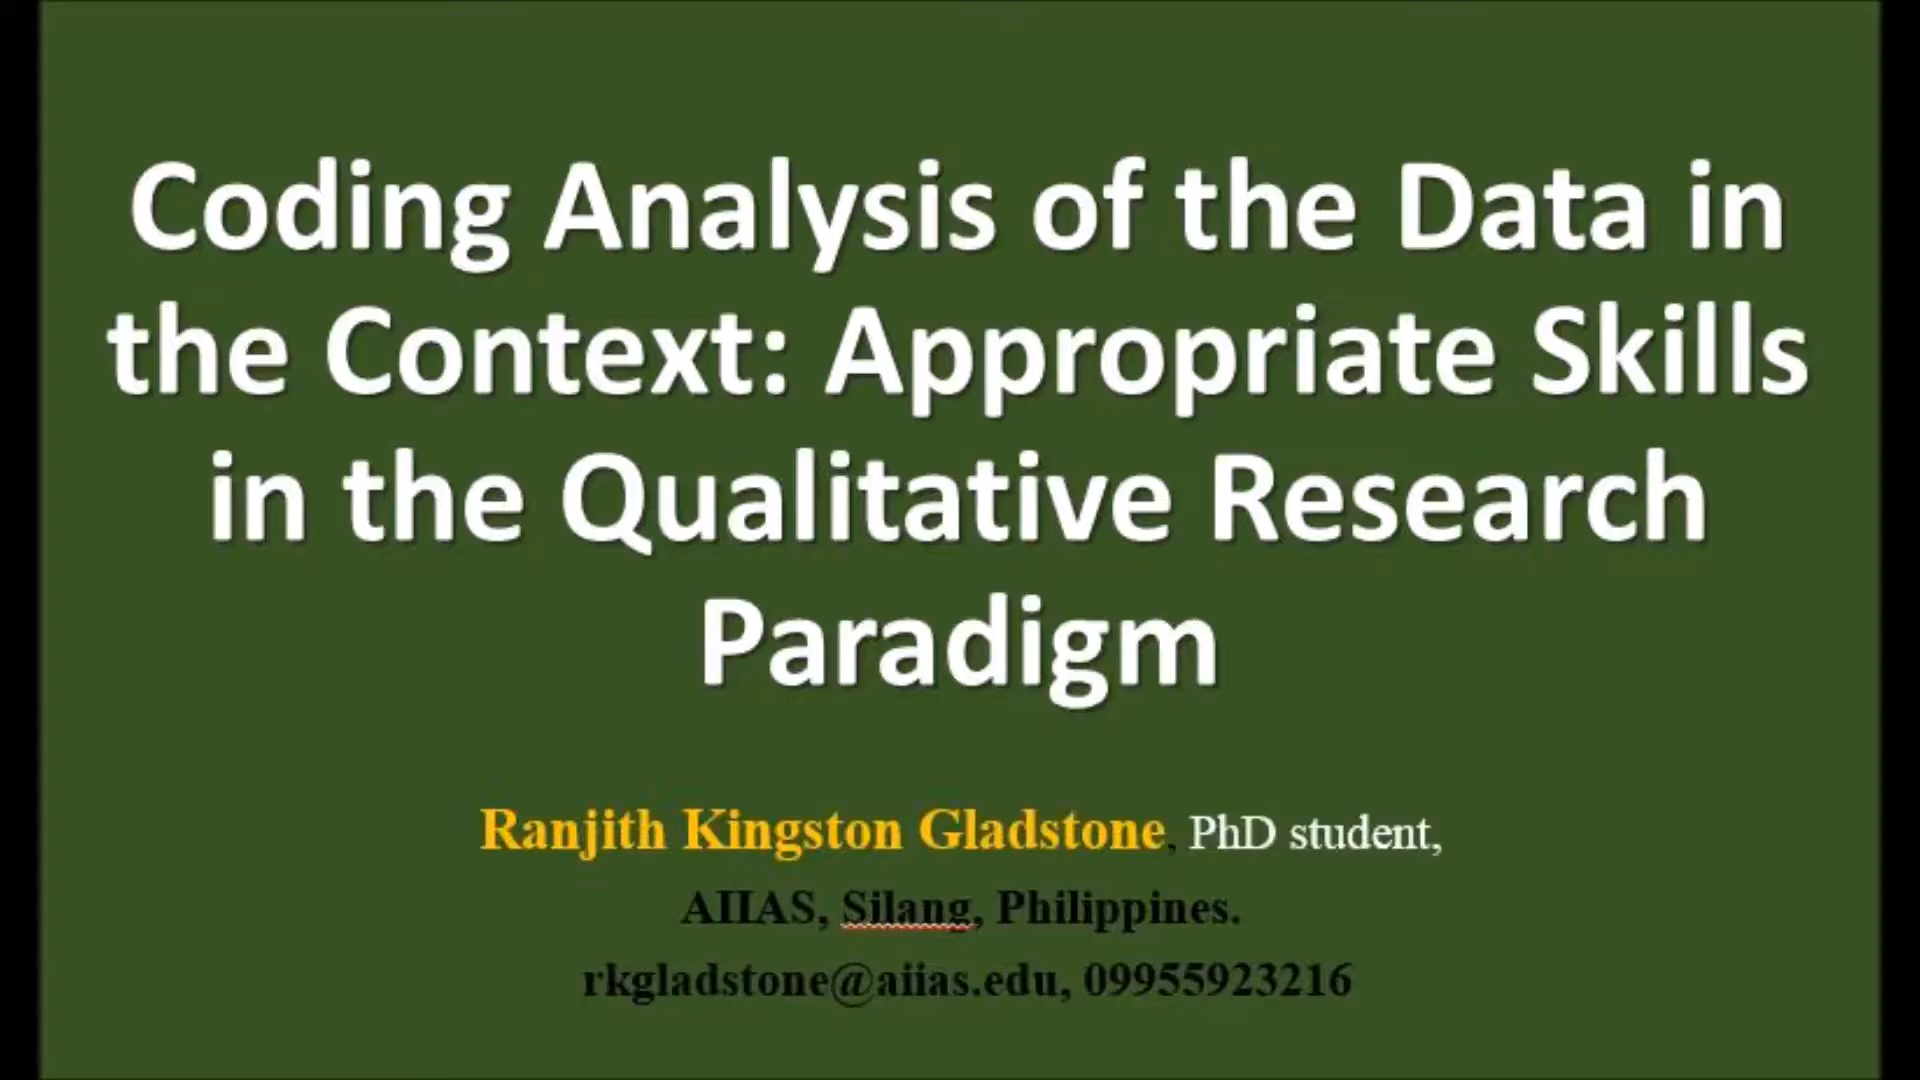 Coding Analysis of the Data in
the Context: Appropriate Skills
in the Qualitative Research
Paradigm
Ranjith Kingston Gladstone, PhD student,
AIIAS, Silang, Philippines.
rkgladstone@aiias.edu, 09955923216